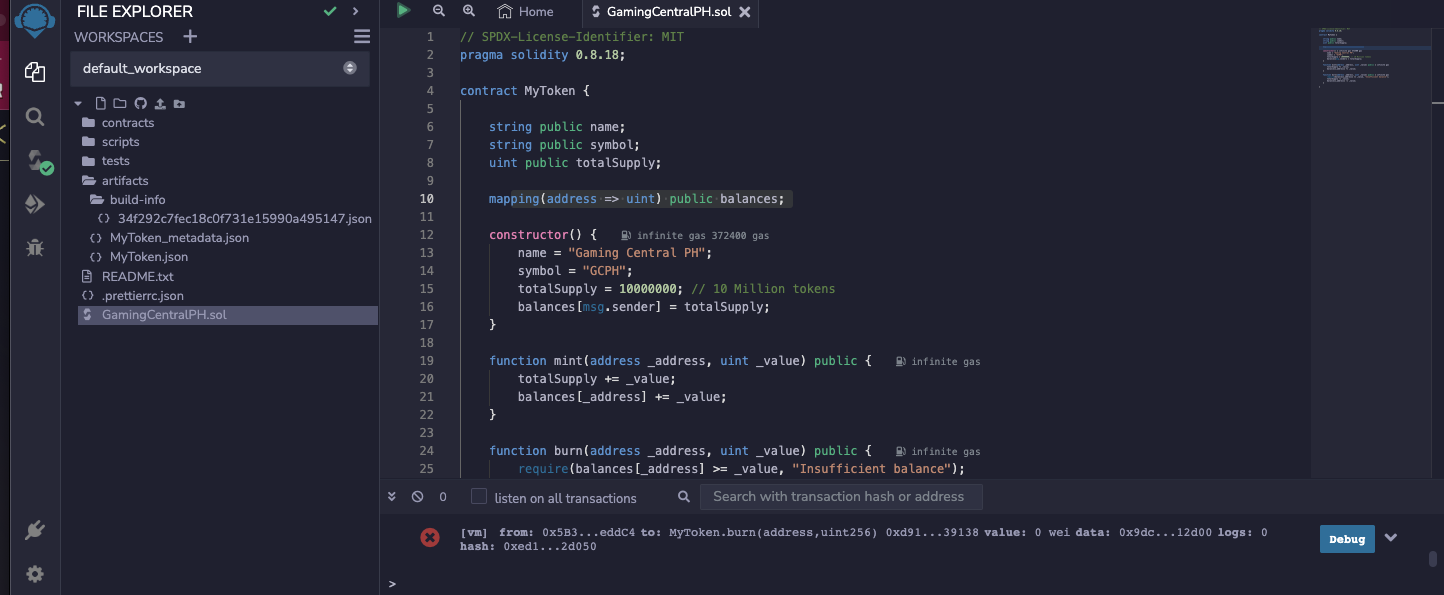 FILE EXPLORER
WORKSPACES
default_workspace
contracts
scripts
tests
artifacts
build-info
34f292c7fec18c0f731e15990a495147.json
MyToken_metadata.json
MyToken.json
README.txt
.prettierrc.json
GamingCentralPH.sol
Home
GamingCentralPH.sol
1 // SPDX-License-Identifier: MIT
2 pragma solidity 0.8.18;
3
4 contract MyToken {
5
6 string public name;
7 string public symbol;
8 uint public totalSupply;
9
10 mapping(address => uint) public balances;
11
12 constructor() { infinite gas 372400 gas
13 name = "Gaming Central PH";
14 symbol = "GCPH";
15 totalSupply = 10000000; // 10 Million tokens
16 balances[msg.sender] = totalSupply;
17 }
18
19 function mint(address _address, uint _value) public { infinite gas
20 totalSupply += _value;
21 balances[_address] += _value;
22 }
23
24 function burn(address _address, uint _value) public { infinite gas
25 require(balances[_address] >= _value, "Insufficient balance");
0 listen on all transactions Search with transaction hash or address
[vm] from: 0x5B3...eddC4 to: MyToken.burn(address,uint256) 0xd91...39138 value: 0 wei data: 0x9dc...12d00 logs: 0
hash: 0xed1...2d050
Debug
>